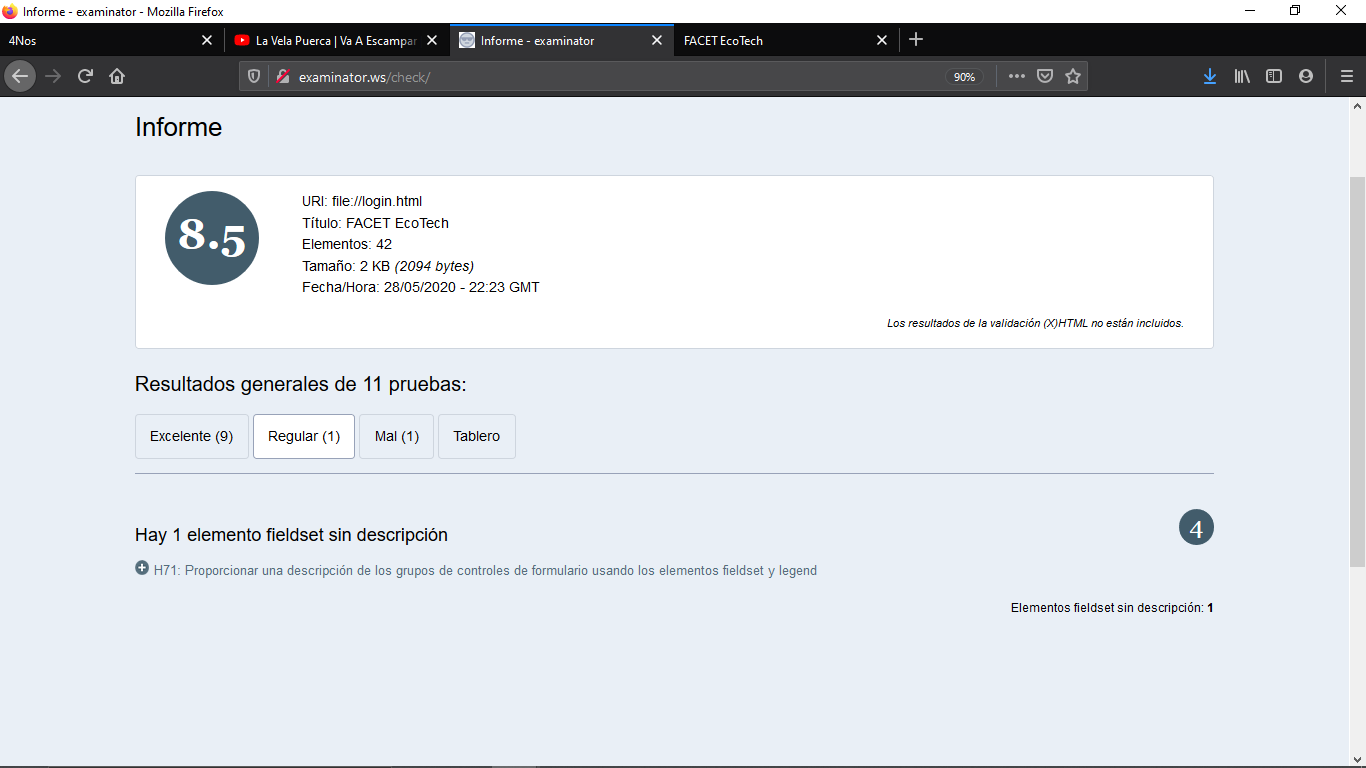 Informe - examinator - Mozilla Firefox
4Nos
La Vela Puerca | Va A Escampar
Informe - examinator
FACET EcoTech
examinator.ws/check/
90%
Informe
8.5
URI: file://login.html
Título: FACET EcoTech
Elementos: 42
Tamaño: 2 KB (2094 bytes)
Fecha/Hora: 28/05/2020 - 22:23 GMT
Los resultados de la validación (X)HTML no están incluidos.
Resultados generales de 11 pruebas:
Excelente (9)
Regular (1)
Mal (1)
Tablero
Hay 1 elemento fieldset sin descripción
4
H71: Proporcionar una descripción de los grupos de controles de formulario usando los elementos fieldset y legend
Elementos fieldset sin descripción: 1